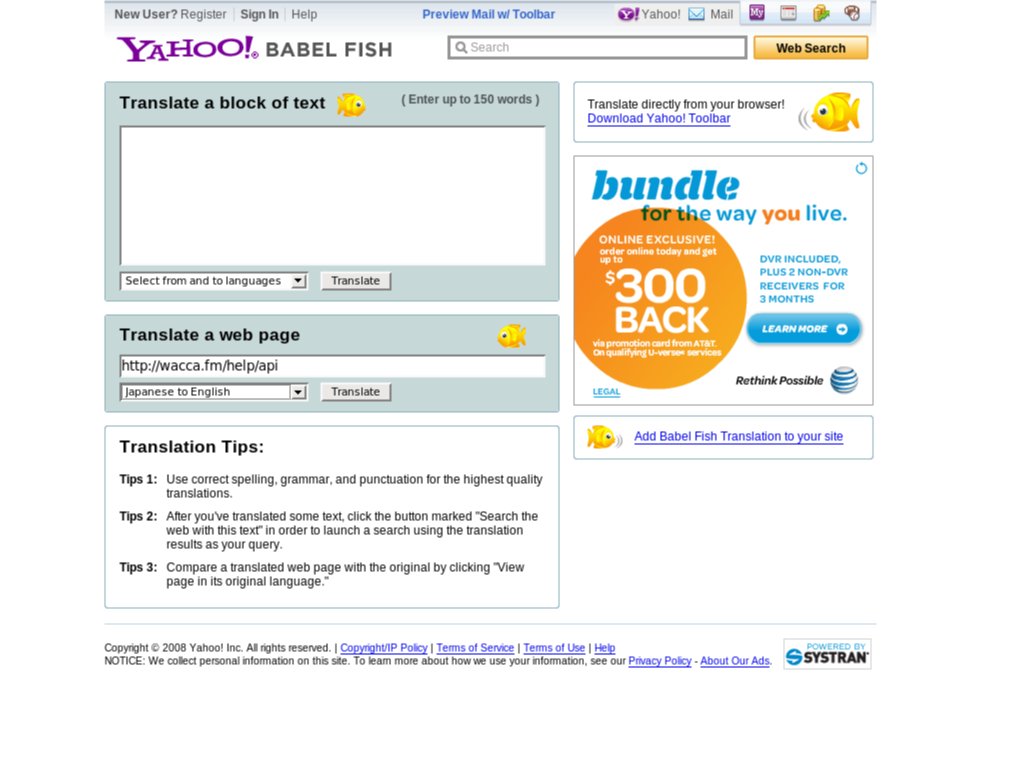 New User? Register Sign In Help Preview Mail w/ Toolbar Y! Yahoo! Mail My
YAHOO!® BABEL FISH Search Web Search
Translate a block of text ( Enter up to 150 words )
Select from and to languages Translate
Translate a web page
http://wacca.fm/help/api
Japanese to English Translate
Translation Tips:
Tips 1: Use correct spelling, grammar, and punctuation for the highest quality
translations.
Tips 2: After you've translated some text, click the button marked "Search the
web with this text" in order to launch a search using the translation
results as your query.
Tips 3: Compare a translated web page with the original by clicking "View
page in its original language."
Translate directly from your browser!
Download Yahoo! Toolbar
bundle
for the way you live.
ONLINE EXCLUSIVE!
order online today and get
up to
$300
BACK
via promotion card from AT&T.
On qualifying U-verse® services
LEGAL
DVR INCLUDED,
PLUS 2 NON-DVR
RECEIVERS FOR
3 MONTHS
LEARN MORE
Rethink Possible
Add Babel Fish Translation to your site
Copyright © 2008 Yahoo! Inc. All rights reserved. | Copyright/IP Policy | Terms of Service | Terms of Use | Help
NOTICE: We collect personal information on this site. To learn more about how we use your information, see our Privacy Policy - About Our Ads.
POWERED BY
SYSTRAN